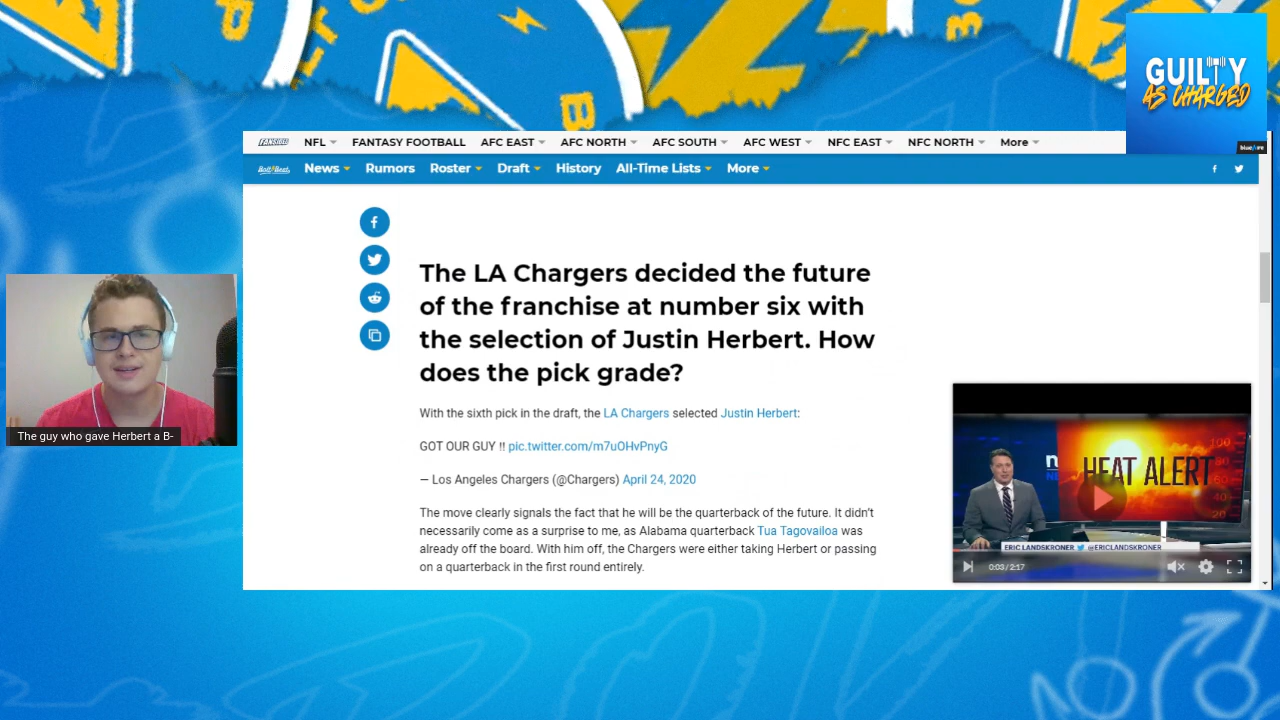 GUILTY
AS CHARGED
blue
NFL
FANTASY FOOTBALL
AFC EAST
AFC NORTH
AFC SOUTH
AFC WEST
NFC EAST
NFC NORTH
More
News
Rumors
Roster
Draft
History
All-Time Lists
More
The LA Chargers decided the future
of the franchise at number six with
the selection of Justin Herbert. How
does the pick grade?
With the sixth pick in the draft, the LA Chargers selected Justin Herbert:
GOT OUR GUY !! pic.twitter.com/m7uOHvPnyG
— Los Angeles Chargers (@Chargers) April 24, 2020
The move clearly signals the fact that he will be the quarterback of the future. It didn't
necessarily come as a surprise to me, as Alabama quarterback Tua Tagovailoa was
already off the board. With him off, the Chargers were either taking Herbert or passing
on a quarterback in the first round entirely.
The guy who gave Herbert a B-
HEAT ALERT
100
80
60
40
20
ERIC LANDSKRONER @ERICLANDSKRONER
0:03 / 2:17